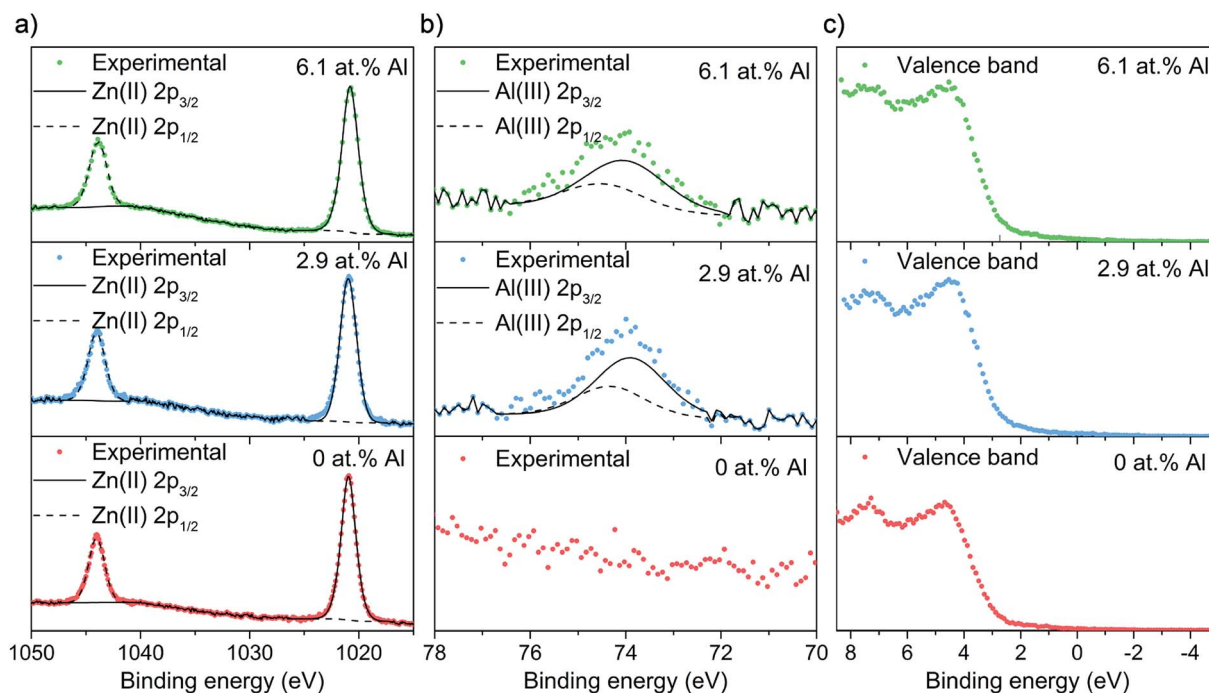 a)
Experimental
6.1 at.% Al
Zn(II) 2p3/2
Zn(II) 2p1/2
Experimental
2.9 at.% Al
Zn(II) 2p3/2
Zn(II) 2p1/2
Experimental
0 at.% Al
Zn(II) 2p3/2
Zn(II) 2p1/2
1050 1040 1030 1020
Binding energy (eV)
b)
Experimental
6.1 at.% Al
Al(III) 2p3/2
Al(III) 2p1/2
Experimental
2.9 at.% Al
Al(III) 2p3/2
Al(III) 2p1/2
Experimental
0 at.% Al
78 76 74 72 70
Binding energy (eV)
c)
Valence band
6.1 at.% Al
Valence band
2.9 at.% Al
Valence band
0 at.% Al
8 6 4 2 0 -2 -4
Binding energy (eV)